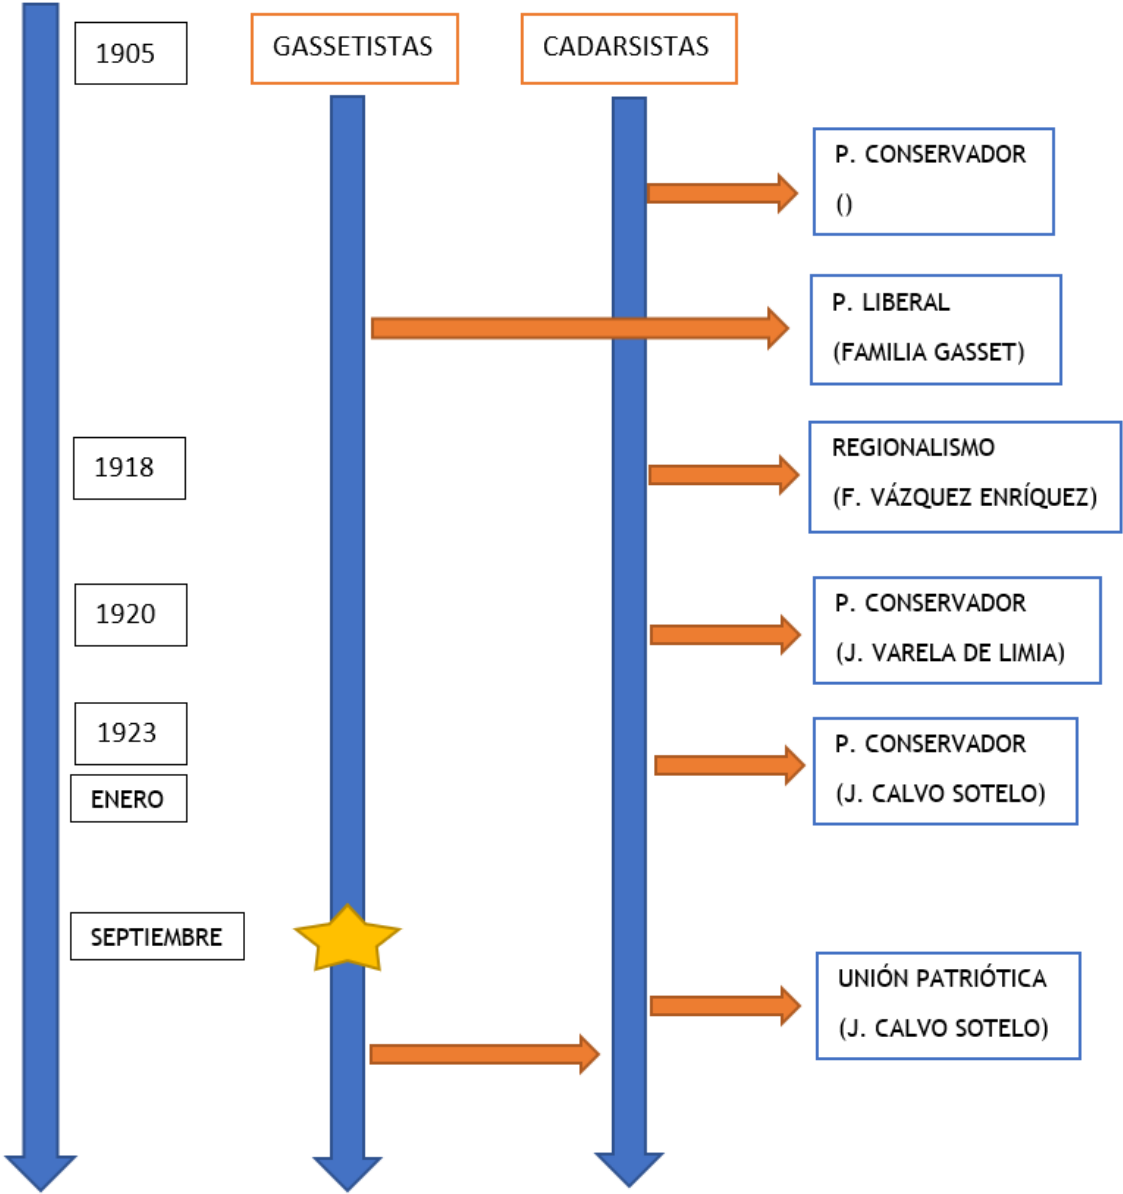 1905
GASSETISTAS
CADARSISTAS
P. CONSERVADOR
()
P. LIBERAL
(FAMILIA GASSET)
1918
REGIONALISMO
(F. VÁZQUEZ ENRÍQUEZ)
1920
P. CONSERVADOR
(J. VARELA DE LIMIA)
1923
ENERO
P. CONSERVADOR
(J. CALVO SOTELO)
SEPTIEMBRE
UNIÓN PATRIÓTICA
(J. CALVO SOTELO)